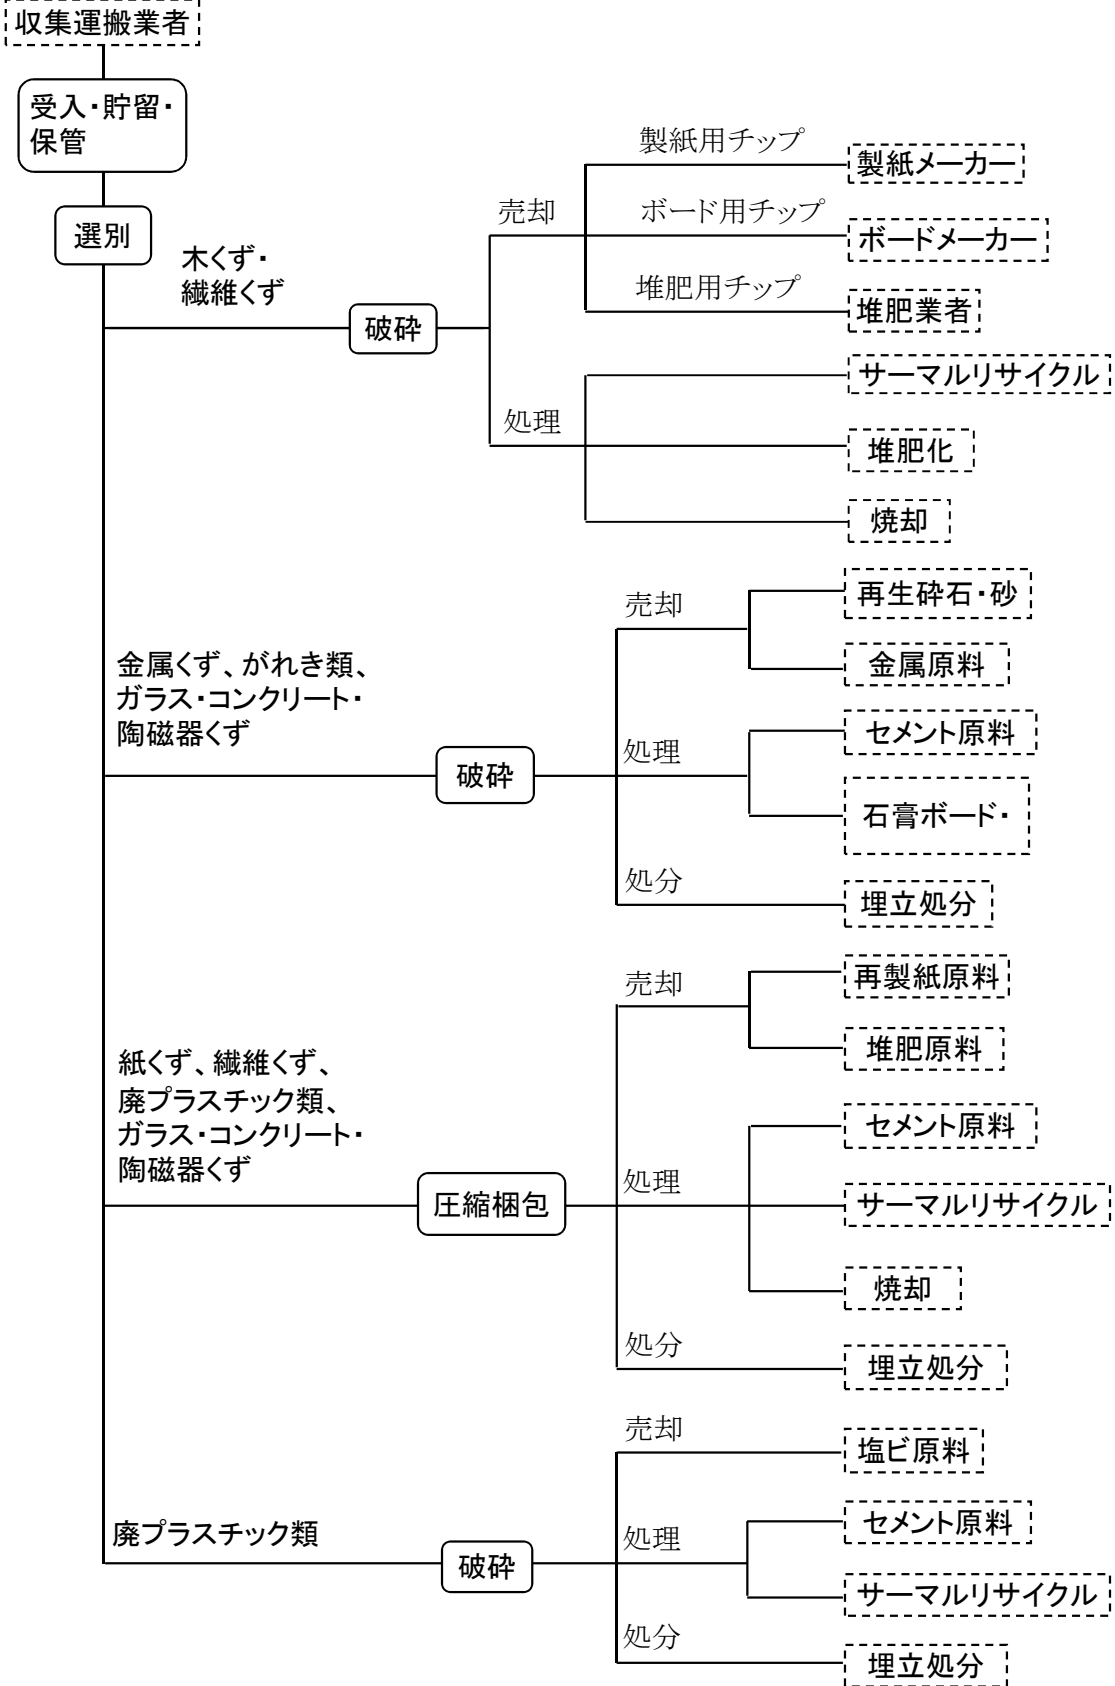 収集運搬業者
受入・貯留・
保管
選別
木くず・
繊維くず
破砕
売却
製紙用チップ
製紙メーカー
ボード用チップ
ボードメーカー
堆肥用チップ
堆肥業者
処理
サーマルリサイクル
堆肥化
焼却
金属くず、がれき類、
ガラス・コンクリート・
陶磁器くず
破砕
売却
再生砕石・砂
金属原料
処理
セメント原料
石膏ボード・
処分
埋立処分
紙くず、繊維くず、
廃プラスチック類、
ガラス・コンクリート・
陶磁器くず
圧縮梱包
売却
再製紙原料
堆肥原料
処理
セメント原料
サーマルリサイクル
焼却
処分
埋立処分
廃プラスチック類
破砕
売却
塩ビ原料
処理
セメント原料
サーマルリサイクル
処分
埋立処分